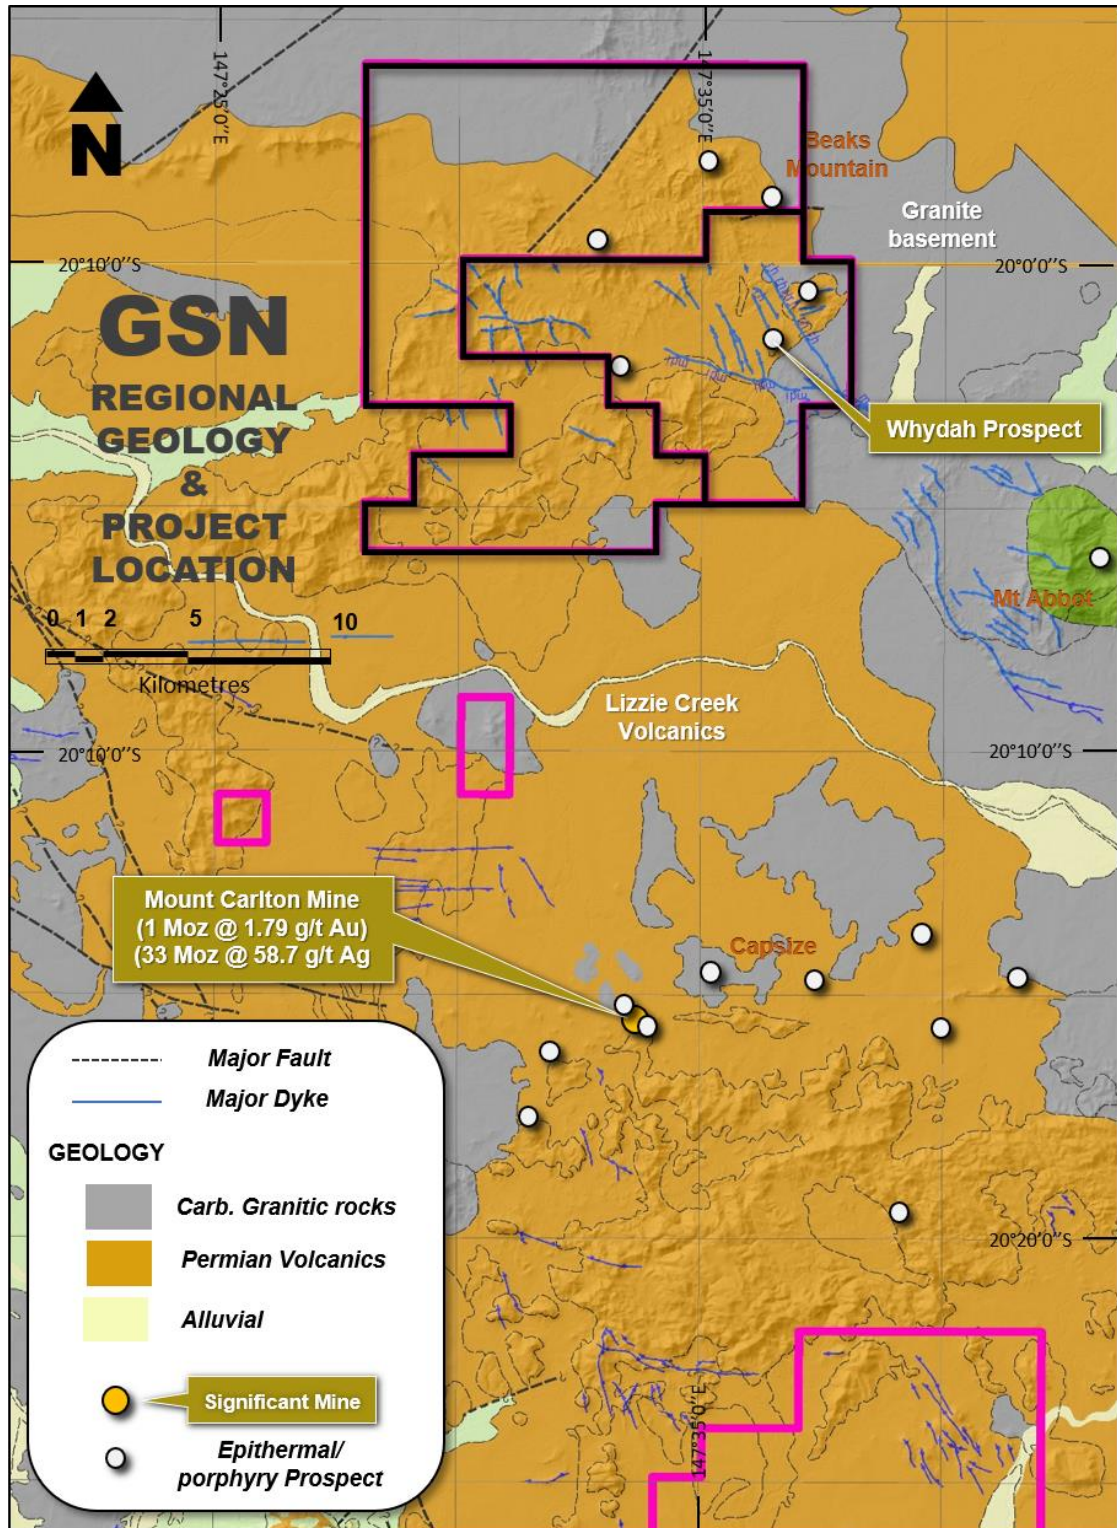 147°25'0''E
147°35'0''E
N
Beaks
Mountain
Granite
basement
20°10'0''S
20°0'0''S
GSN
REGIONAL
GEOLOGY
&
PROJECT
LOCATION
Whydah Prospect
Mt Abbot
0 1 2 5 10
Kilometres
Lizzie Creek
Volcanics
20°10'0''S
20°10'0''S
Mount Carlton Mine
(1 Moz @ 1.79 g/t Au)
(33 Moz @ 58.7 g/t Ag
Capsize
Major Fault
Major Dyke
GEOLOGY
Carb. Granitic rocks
Permian Volcanics
Alluvial
Significant Mine
Epithermal/
porphyry Prospect
20°20'0''S
147°35'0''E